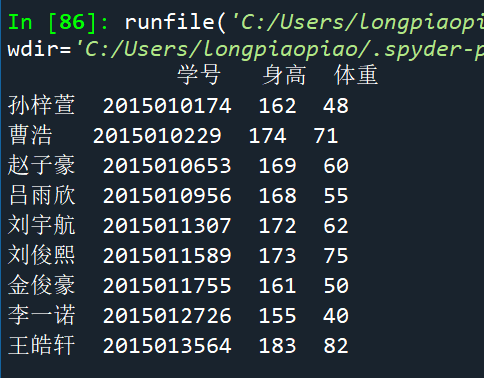 In [86]: runfile('C:/Users/longpiaopi
wdir='C:/Users/longpiaopiao/.spyder-p
学号 身高 体重
孙梓萱 2015010174 162 48
曹浩 2015010229 174 71
赵子豪 2015010653 169 60
吕雨欣 2015010956 168 55
刘宇航 2015011307 172 62
刘俊熙 2015011589 173 75
金俊豪 2015011755 161 50
李一诺 2015012726 155 40
王皓轩 2015013564 183 82